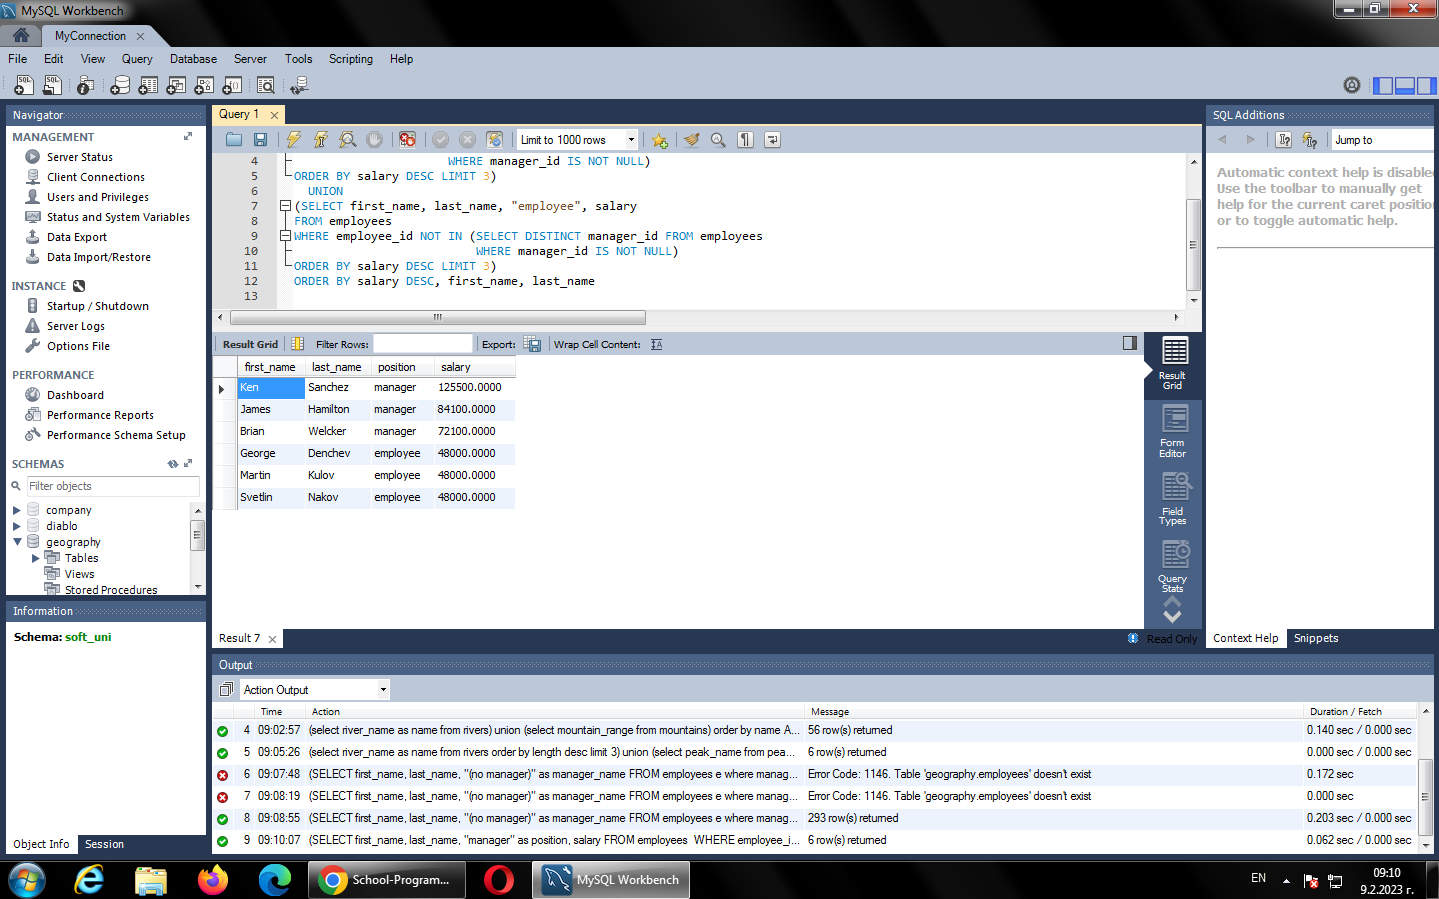 MySQL Workbench
MyConnection
File Edit View Query Database Server Tools Scripting Help
Navigator
MANAGEMENT
Server Status
Client Connections
Users and Privileges
Status and System Variables
Data Export
Data Import/Restore
INSTANCE
Startup / Shutdown
Server Logs
Options File
PERFORMANCE
Dashboard
Performance Reports
Performance Schema Setup
SCHEMAS
Filter objects
company
diablo
geography
Tables
Views
Stored Procedures
Information
Schema: soft_uni
Object Info Session
Query 1
Limit to 1000 rows
4 WHERE manager_id IS NOT NULL)
5 ORDER BY salary DESC LIMIT 3)
6 UNION
7 (SELECT first_name, last_name, "employee", salary
8 FROM employees
9 WHERE employee_id NOT IN (SELECT DISTINCT manager_id FROM employees
10 WHERE manager_id IS NOT NULL)
11 ORDER BY salary DESC LIMIT 3)
12 ORDER BY salary DESC, first_name, last_name
13
Result Grid Filter Rows: Export: Wrap Cell Content:
first_name last_name position salary
Ken Sanchez manager 125500.0000
James Hamilton manager 84100.0000
Brian Welcker manager 72100.0000
George Denchev employee 48000.0000
Martin Kulov employee 48000.0000
Svetlin Nakov employee 48000.0000
Result
Grid
Form
Editor
Field
Types
Query
Stats
Result 7
Read Only
SQL Additions
Jump to
Automatic context help is disabled
Use the toolbar to manually get
help for the current caret position
or to toggle automatic help.
Context Help Snippets
Output
Action Output
Time Action Message Duration / Fetch
4 09:02:57 (select river_name as name from rivers) union (select mountain_range from mountains) order by name A... 56 row(s) returned 0.140 sec / 0.000 sec
5 09:05:26 (select river_name as name from rivers order by length desc limit 3) union (select peak_name from pea... 6 row(s) returned 0.000 sec / 0.000 sec
6 09:07:48 (SELECT first_name, last_name, "(no manager)" as manager_name FROM employees e where manag... Error Code: 1146. Table 'geography.employees' doesn't exist 0.172 sec
7 09:08:19 (SELECT first_name, last_name, "(no manager)" as manager_name FROM employees e where manag... Error Code: 1146. Table 'geography.employees' doesn't exist 0.000 sec
8 09:08:55 (SELECT first_name, last_name, "(no manager)" as manager_name FROM employees e where manag... 293 row(s) returned 0.203 sec / 0.000 sec
9 09:10:07 (SELECT first_name, last_name, "manager" as position, salary FROM employees WHERE employee_i... 6 row(s) returned 0.062 sec / 0.000 sec
School-Program...
MySQL Workbench
EN
09:10
9.2.2023 г.